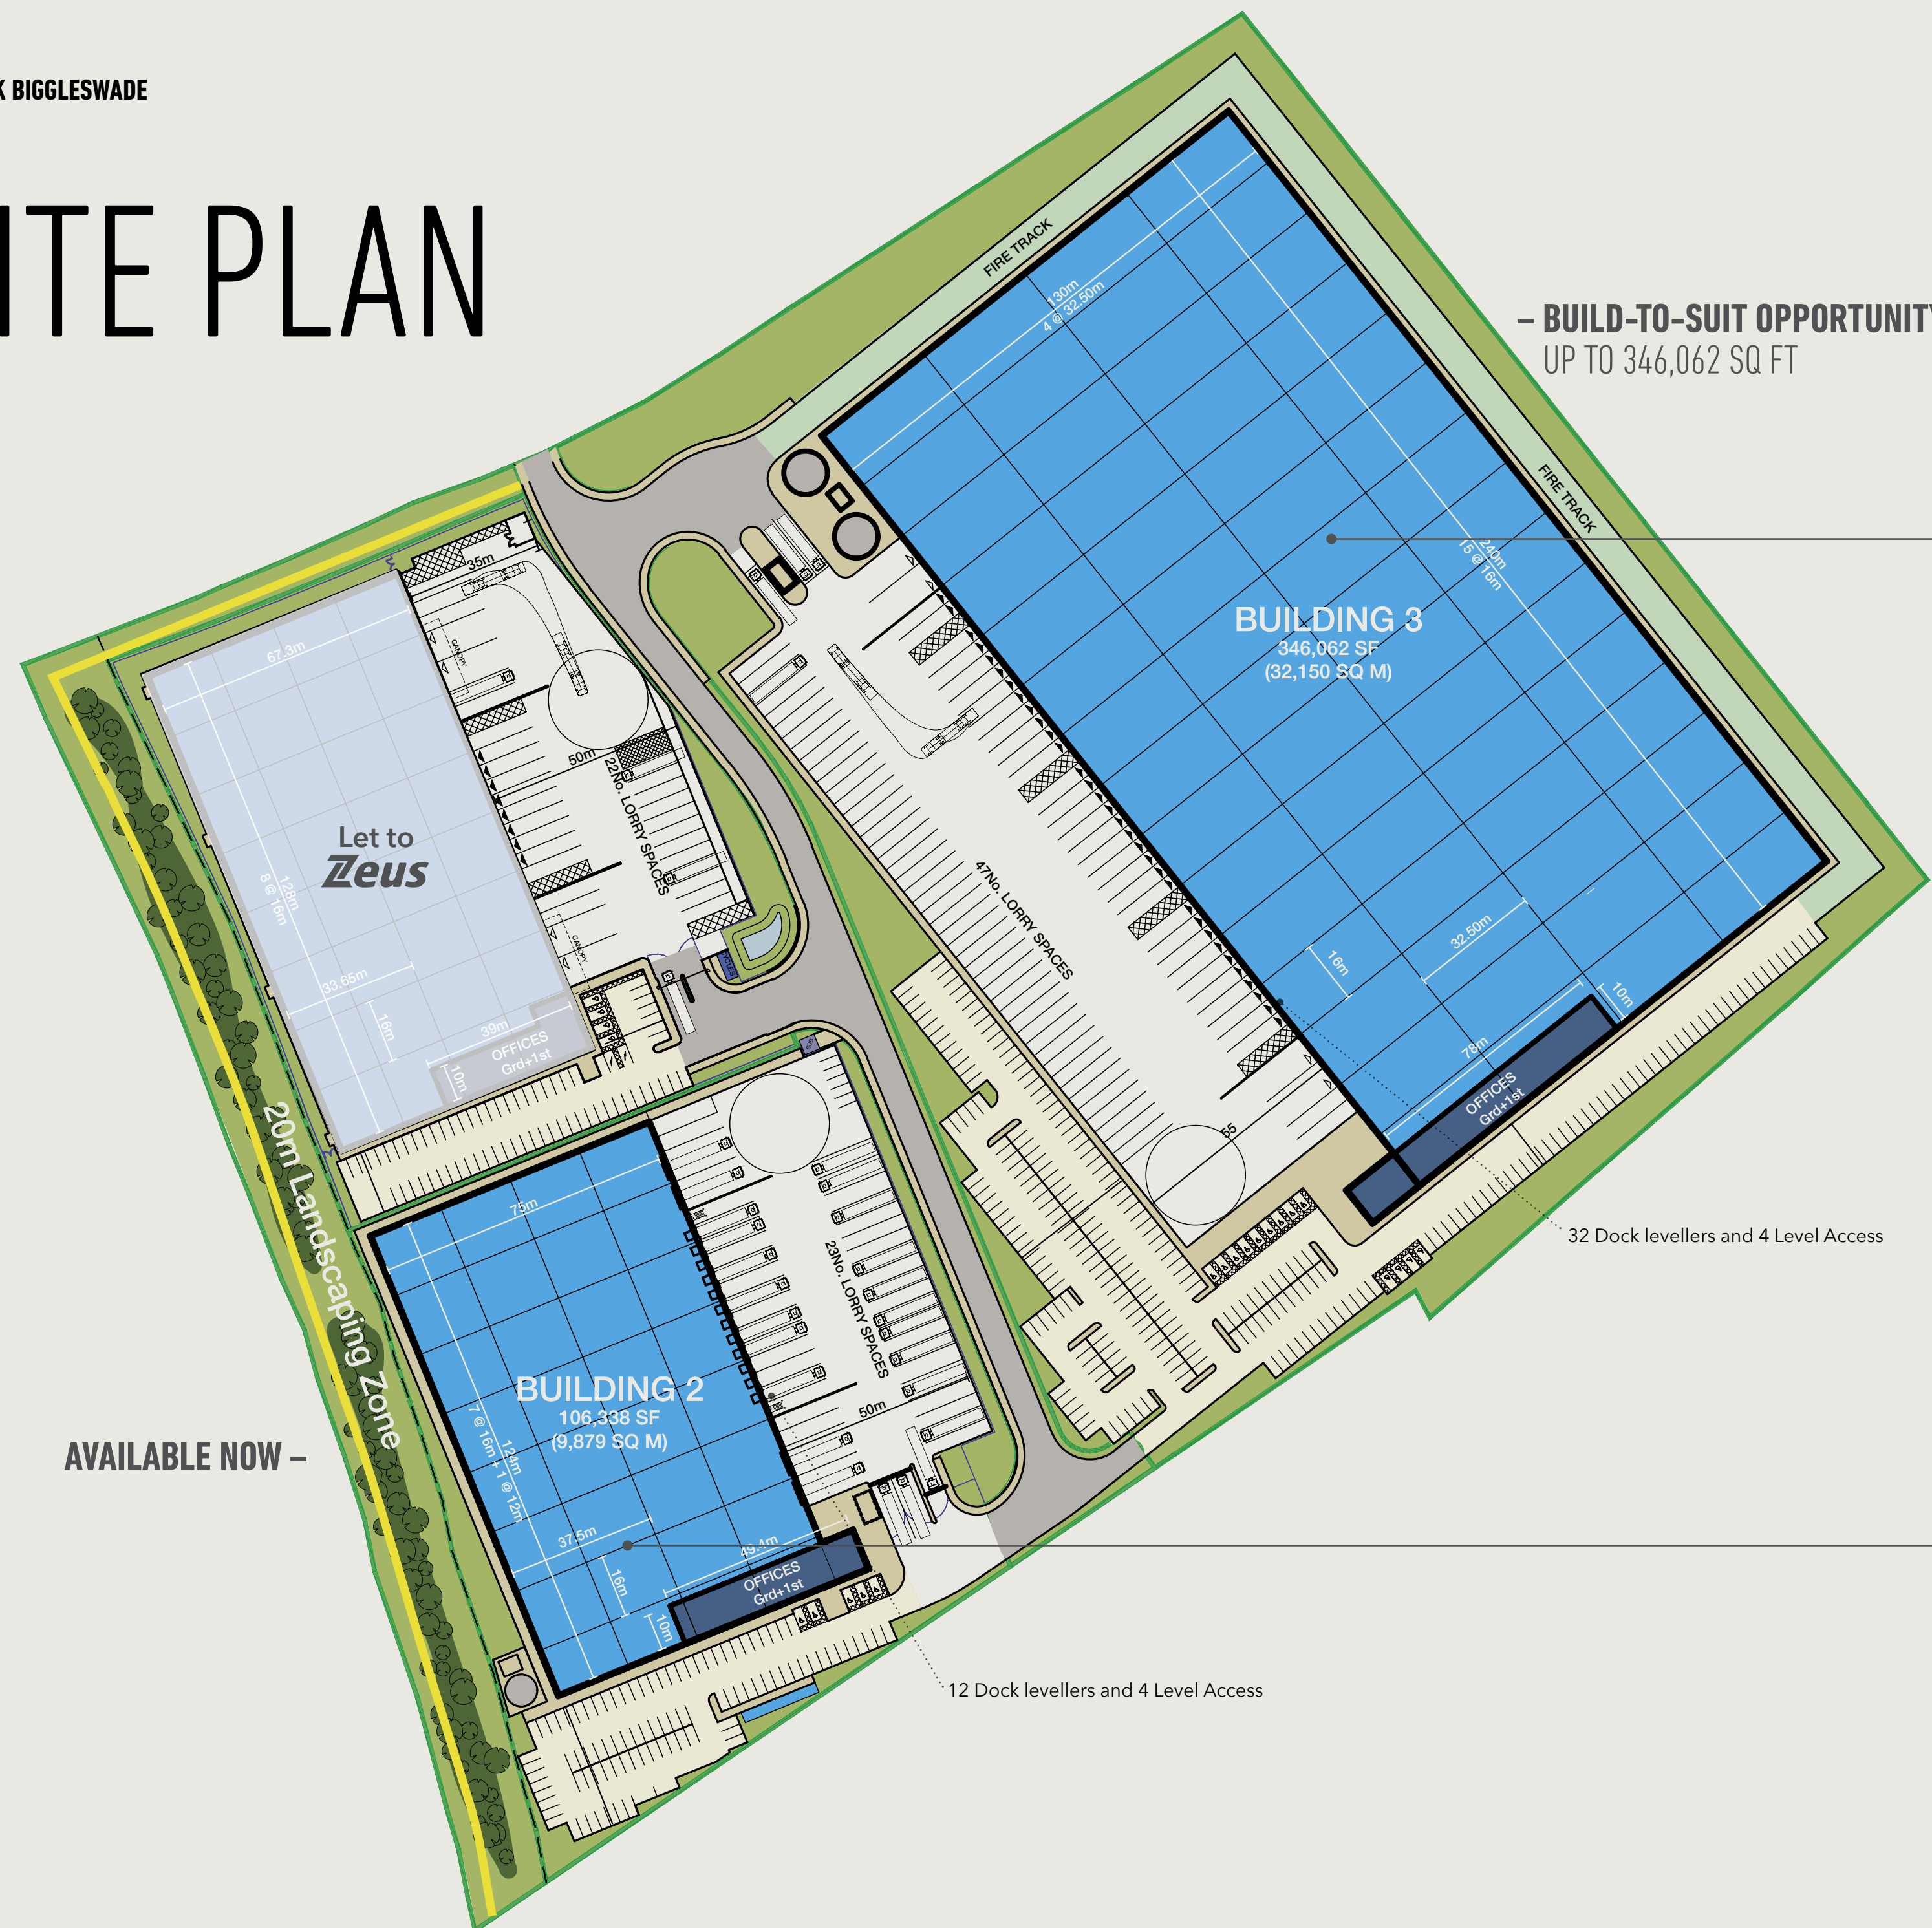 K BIGGLESWADE
ITE PLAN
– BUILD-TO-SUIT OPPORTUNITY
UP TO 346,062 SQ FT
FIRE TRACK
130m
4 @ 32.50m
FIRE TRACK
240m
15 @ 16m
BUILDING 3
346,062 SF
(32,150 SQ M)
47No. LORRY SPACES
16m
32.50m
10m
78m
OFFICES
Grd+1st
55
32 Dock levellers and 4 Level Access
35m
CANOPY
67.3m
50m
22No. LORRY SPACES
Let to
Zeus
128m
8 @ 16m
CANOPY
CYCLES
33.65m
16m
39m
OFFICES
Grd+1st
10m
20m Landscaping Zone
75m
23No. LORRY SPACES
BUILDING 2
106,338 SF
(9,879 SQ M)
50m
124m
7 @ 16m + 1 @ 12m
AVAILABLE NOW –
37.5m
49.4m
16m
OFFICES
Grd+1st
10m
12 Dock levellers and 4 Level Access